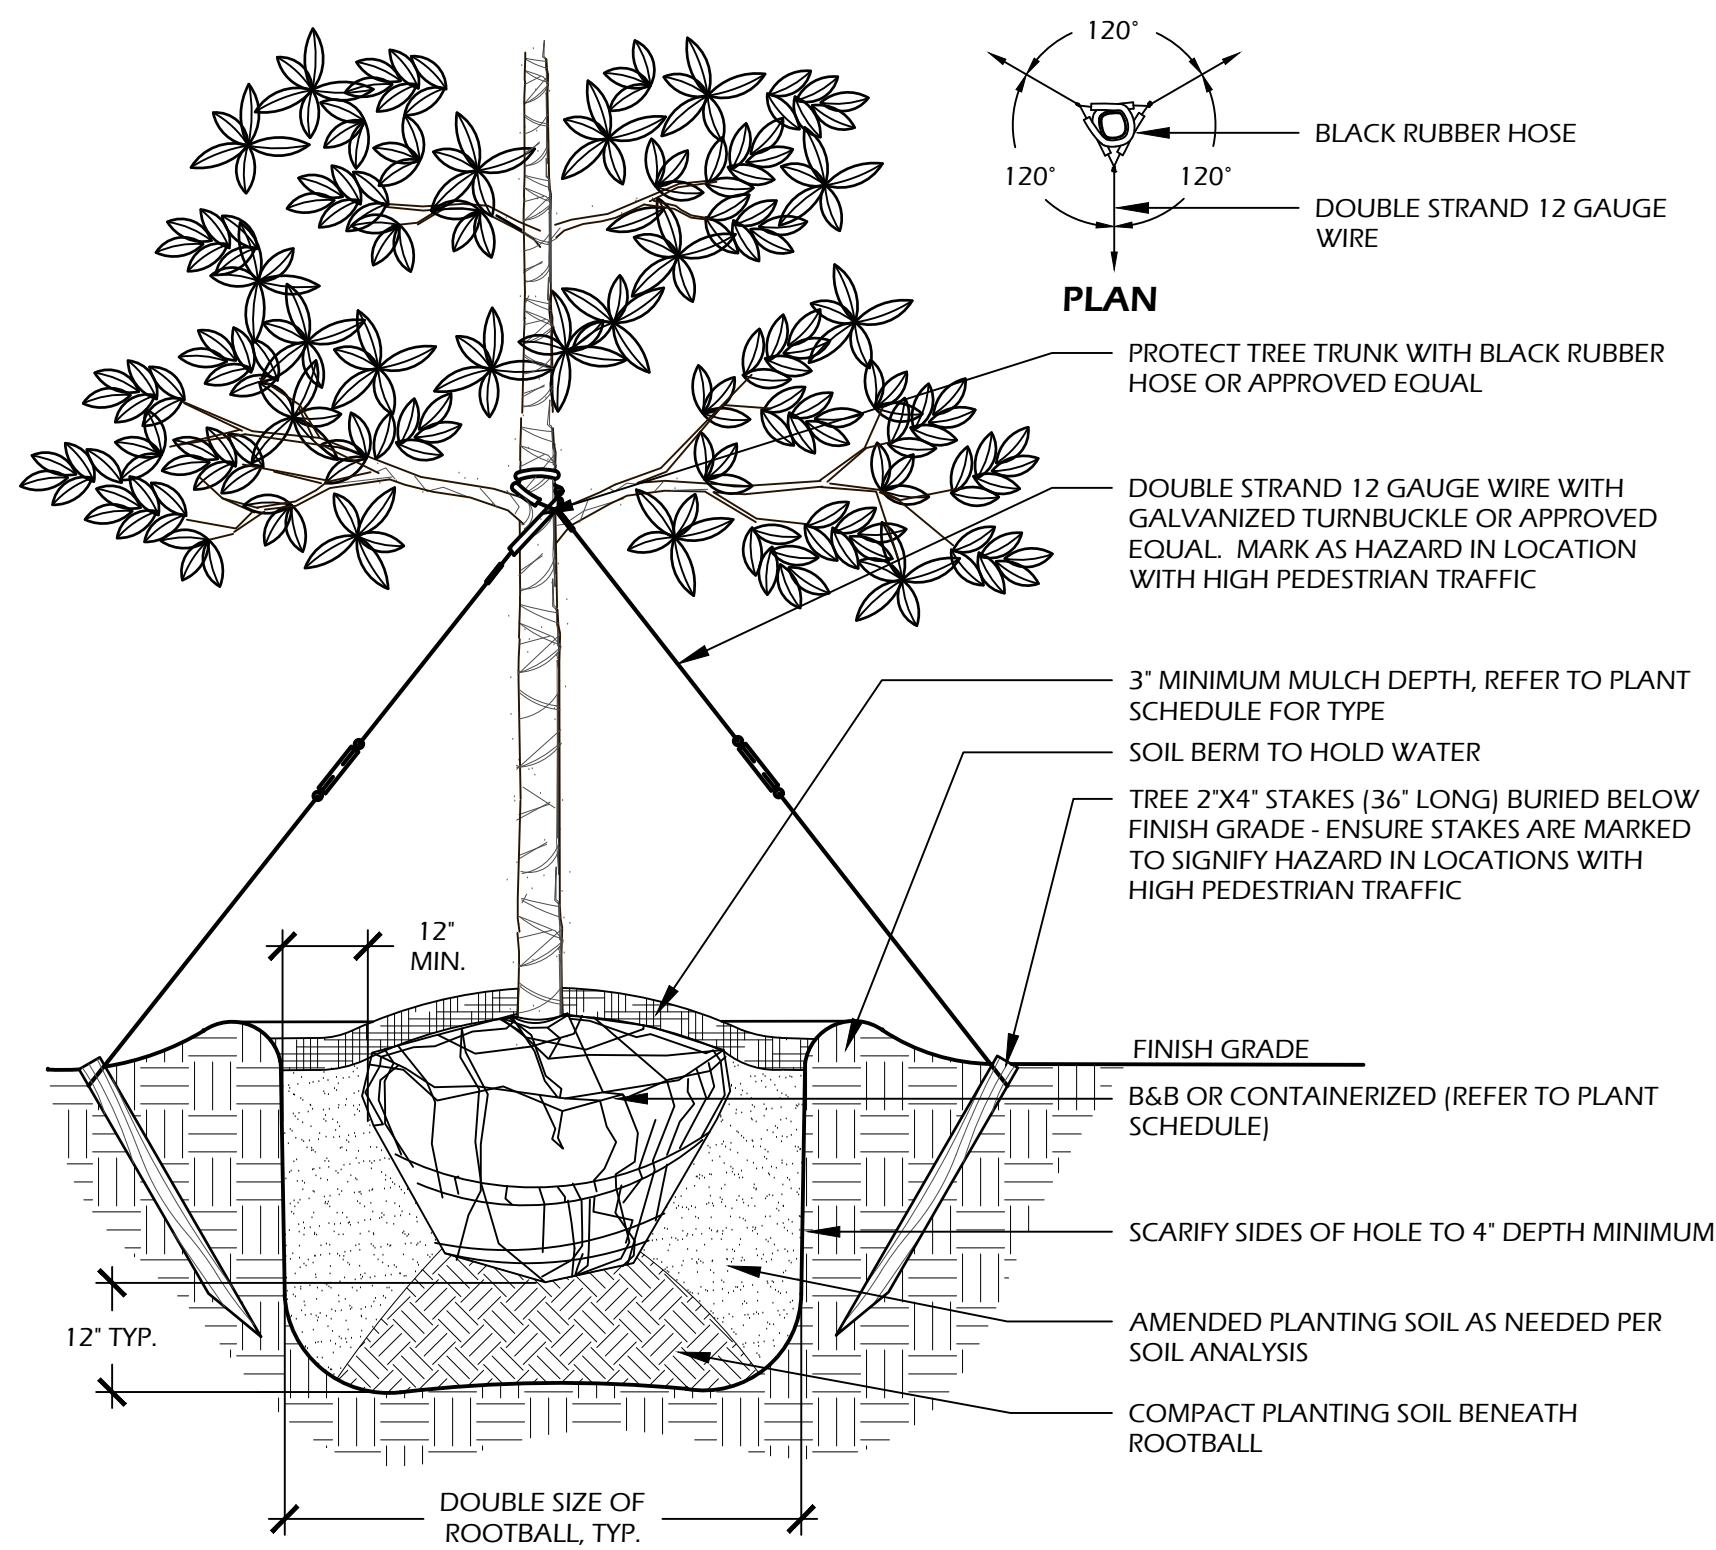 120°
BLACK RUBBER HOSE
120°
120°
DOUBLE STRAND 12 GAUGE
WIRE
PLAN
PROTECT TREE TRUNK WITH BLACK RUBBER
HOSE OR APPROVED EQUAL
DOUBLE STRAND 12 GAUGE WIRE WITH
GALVANIZED TURNBUCKLE OR APPROVED
EQUAL.  MARK AS HAZARD IN LOCATION
WITH HIGH PEDESTRIAN TRAFFIC
3" MINIMUM MULCH DEPTH, REFER TO PLANT
SCHEDULE FOR TYPE
SOIL BERM TO HOLD WATER
TREE 2"X4" STAKES (36" LONG) BURIED BELOW
FINISH GRADE - ENSURE STAKES ARE MARKED
TO SIGNIFY HAZARD IN LOCATIONS WITH
HIGH PEDESTRIAN TRAFFIC
12"
MIN.
FINISH GRADE
B&B OR CONTAINERIZED (REFER TO PLANT
SCHEDULE)
SCARIFY SIDES OF HOLE TO 4" DEPTH MINIMUM
12" TYP.
AMENDED PLANTING SOIL AS NEEDED PER
SOIL ANALYSIS
COMPACT PLANTING SOIL BENEATH
ROOTBALL
DOUBLE SIZE OF
ROOTBALL, TYP.